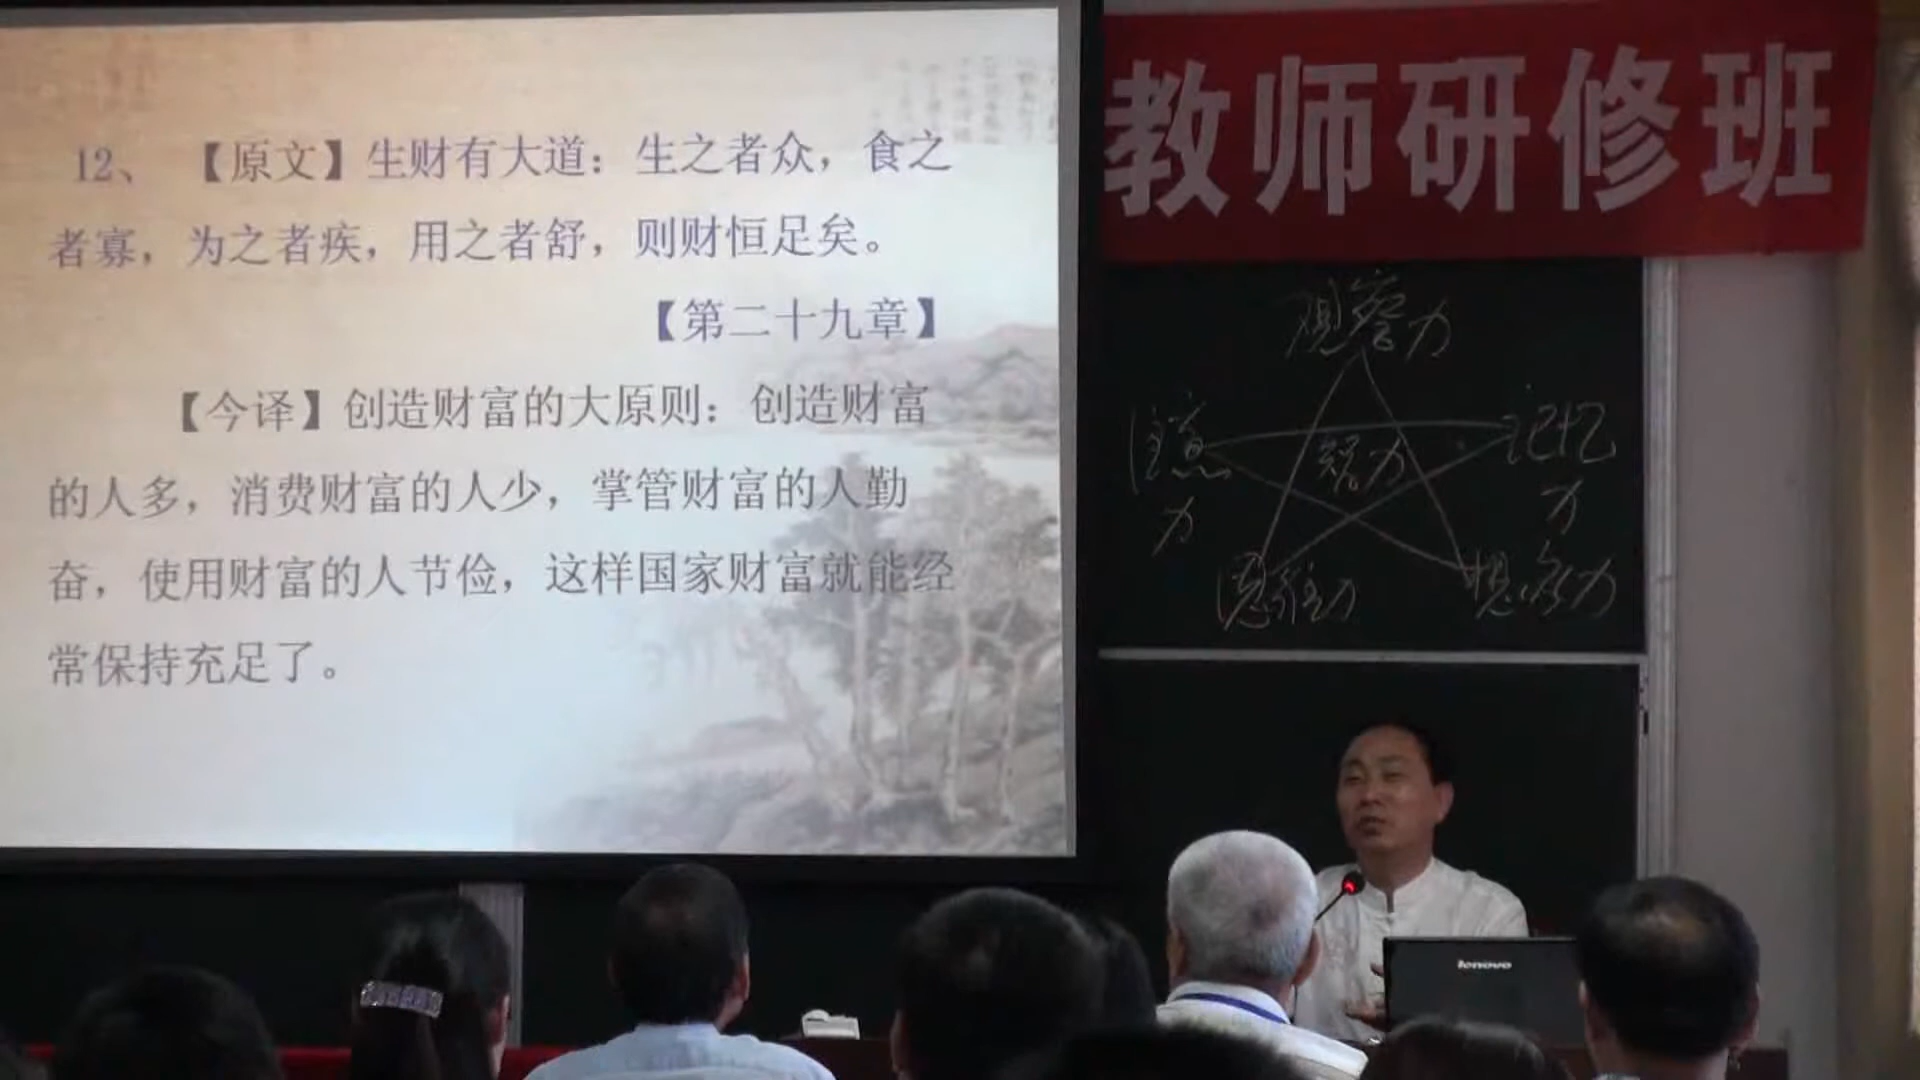 12、 【原文】生财有大道：生之者众，食之
者寡，为之者疾，用之者舒，则财恒足矣。
【第二十九章】
【今译】创造财富的大原则：创造财富
的人多，消费财富的人少，掌管财富的人勤
奋，使用财富的人节俭，这样国家财富就能经
常保持充足了。
教师研修班
观察力
注意力
记忆力
智力
思维力
想象力
lenovo